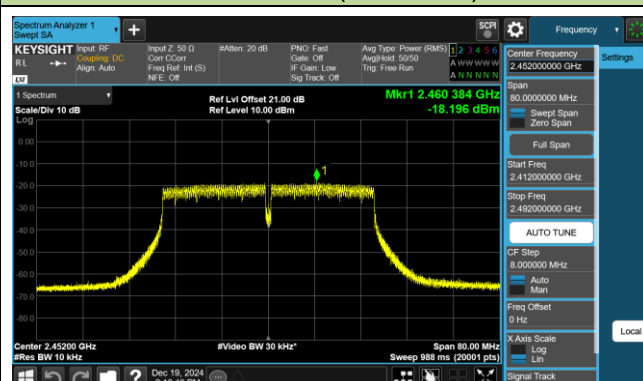 Spectrum Analyzer 1
Swept SA
+
SCPI
Frequency
KEYSIGHT
RL
LXI
Input: RF
Coupling: DC
Align: Auto
Input Z: 50 Ω
Corr CCorr
Freq Ref: Int (S)
NFE: Off
#Atten: 20 dB
PNO: Fast
Gate: Off
IF Gain: Low
Sig Track: Off
Avg Type: Power (RMS)
Avg|Hold: 50/50
Trig: Free Run
1 2 3 4 5 6
A W W W W W
A N N N N N
1 Spectrum
Scale/Div 10 dB
Log
Ref Lvl Offset 21.00 dB
Ref Level 10.00 dBm
Mkr1 2.460 384 GHz
-18.196 dBm
0.00
-10.0
-20.0
-30.0
-40.0
-50.0
-60.0
-70.0
-80.0
1
Center 2.45200 GHz
#Res BW 10 kHz
#Video BW 30 kHz*
Span 80.00 MHz
Sweep 988 ms (20001 pts)
Dec 19, 2024
Center Frequency
2.452000000 GHz
Span
80.0000000 MHz
Swept Span
Zero Span
Full Span
Start Freq
2.412000000 GHz
Stop Freq
2.492000000 GHz
AUTO TUNE
CF Step
8.000000 MHz
Auto
Man
Freq Offset
0 Hz
X Axis Scale
Log
Lin
Signal Track
Settings
Local